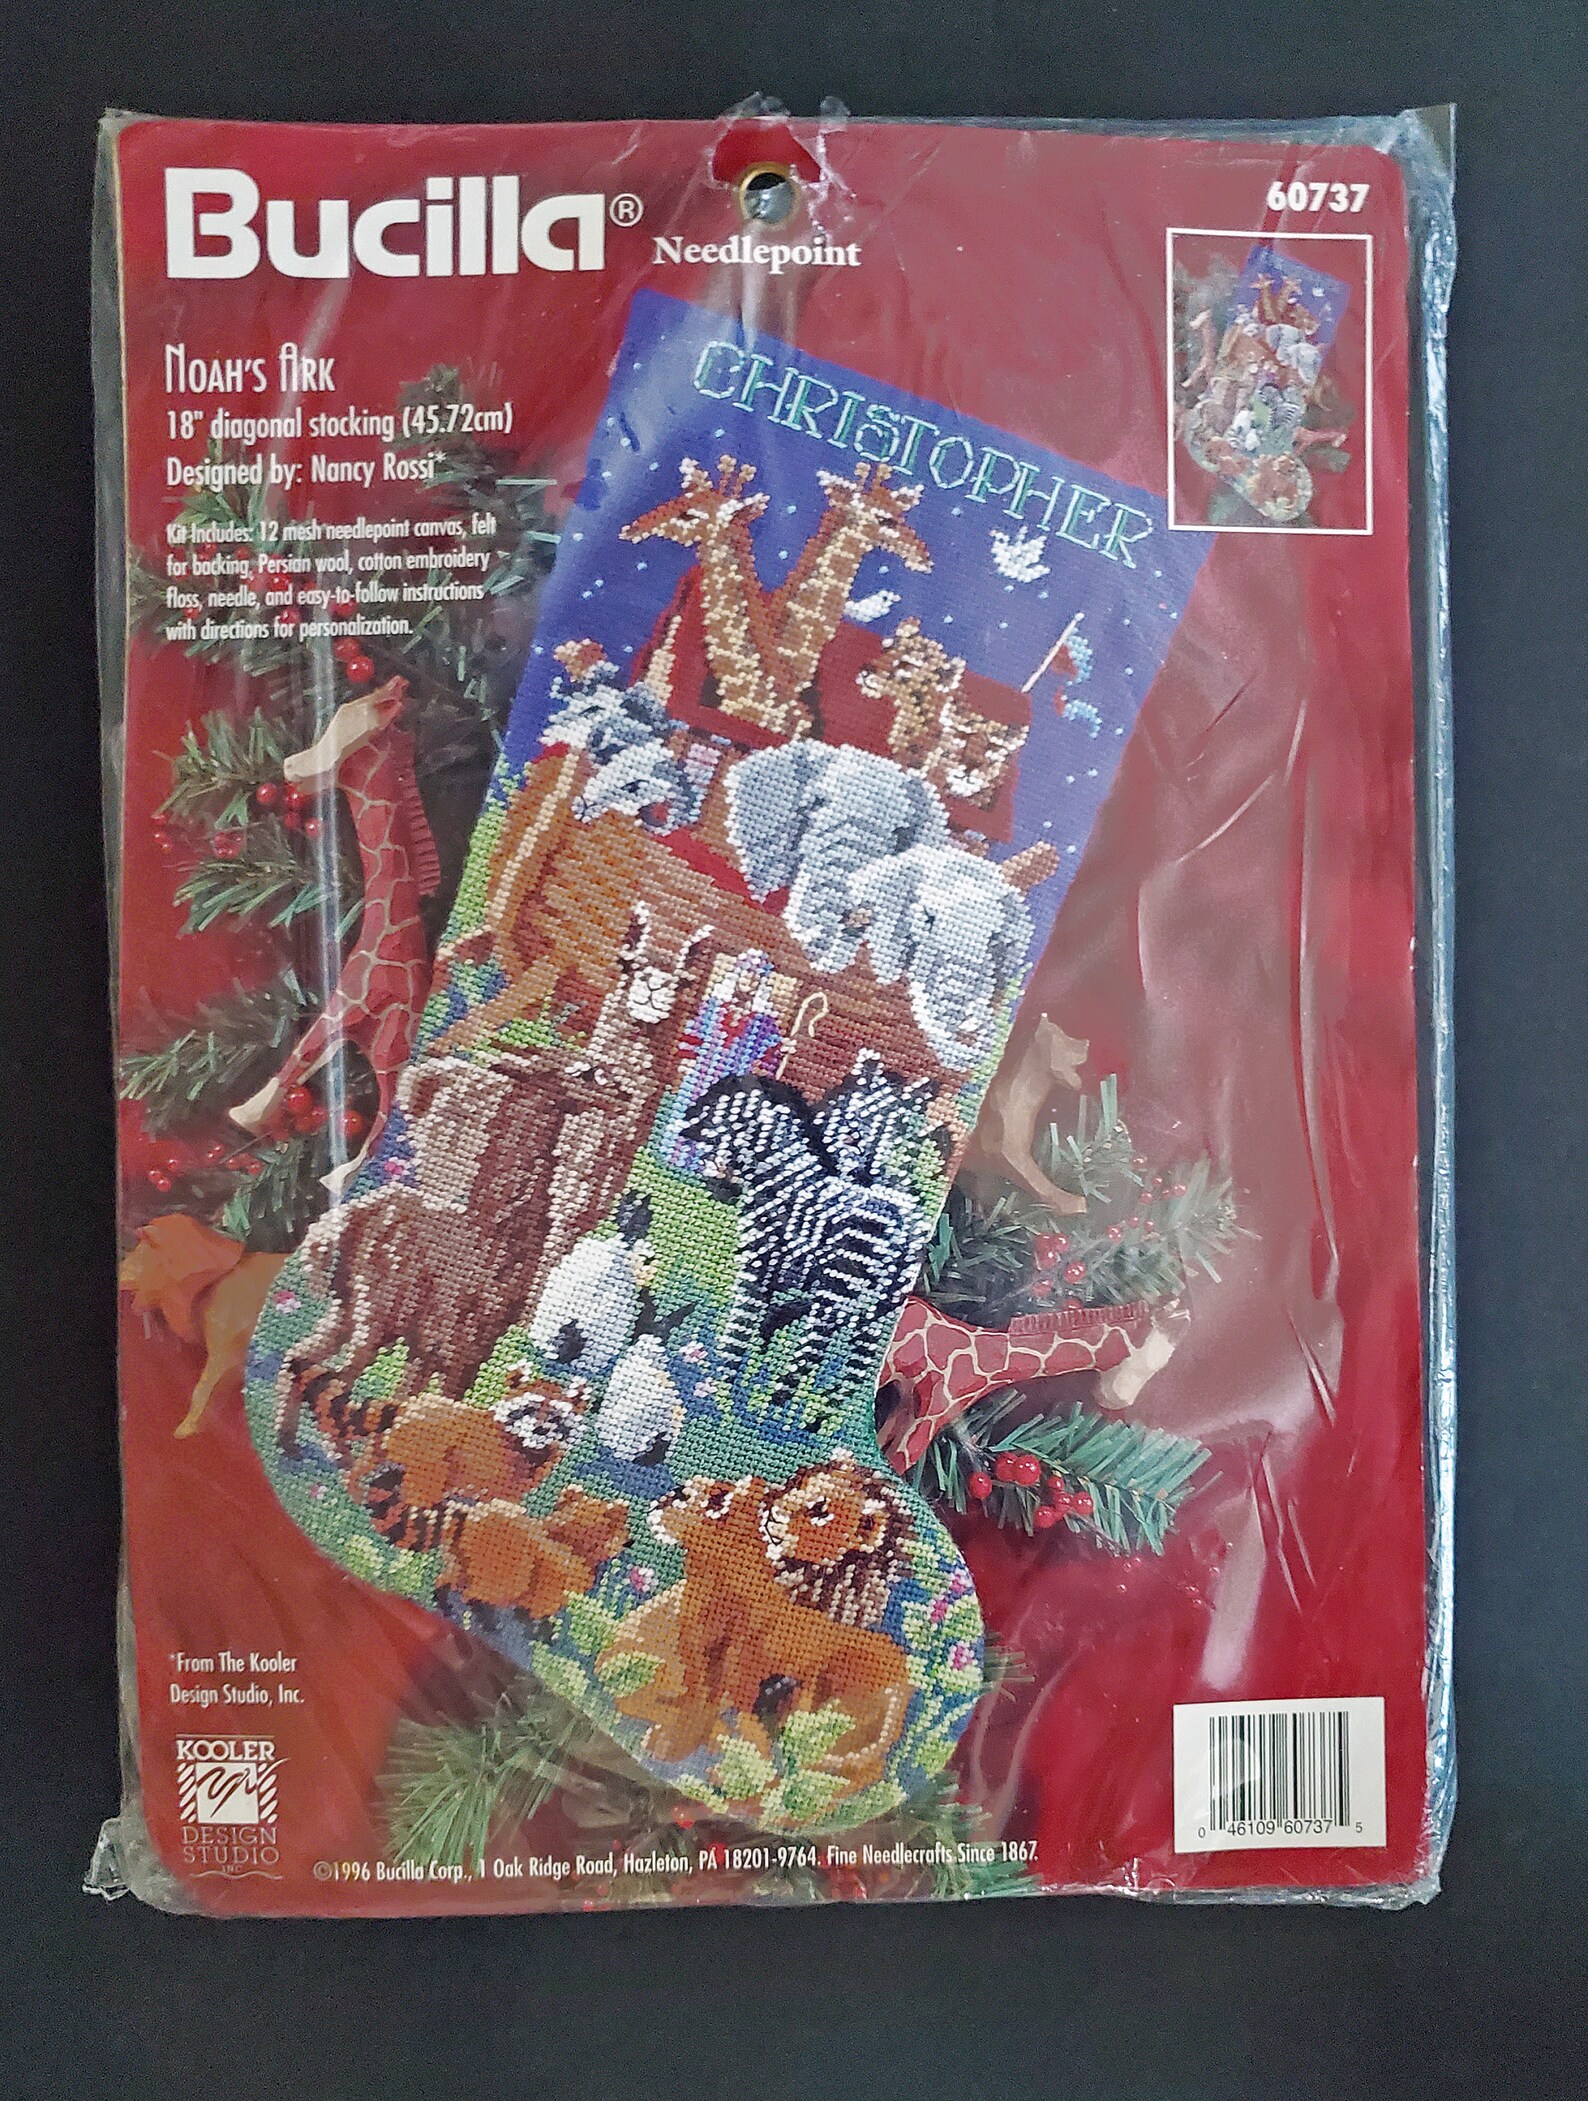 Bucilla®
Needlepoint
60737
NOAH'S ARK
18" diagonal stocking (45.72cm)
Designed by: Nancy Rossi*
Kit Includes: 12 mesh needlepoint canvas, felt
for backing, Persian wool, cotton embroidery
floss, needle, and easy-to-follow instructions
with directions for personalization.
CHRISTOPHER
*From The Kooler
Design Studio, Inc.
KOOLER
DESIGN
STUDIO
INC
©1996 Bucilla Corp., 1 Oak Ridge Road, Hazleton, PA 18201-9764. Fine Needlecrafts Since 1867.
0 46109 60737 5